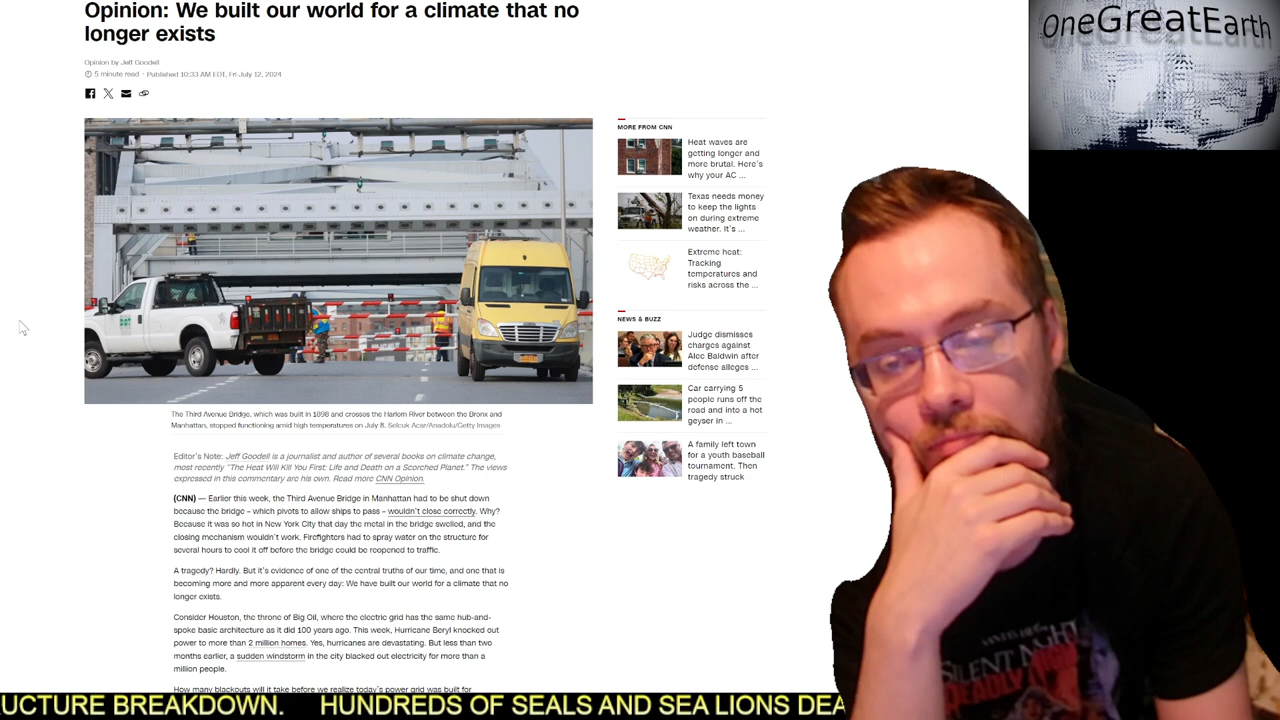 Opinion: We built our world for a climate that no
longer exists
Opinion by Jeff Goodell
5 minute read · Published 10:33 AM EDT, Fri July 12, 2024
The Third Avenue Bridge, which was built in 1898 and crosses the Harlem River between the Bronx and
Manhattan, stopped functioning amid high temperatures on July 8. Selcuk Acar/Anadolu/Getty Images
Editor's Note: Jeff Goodell is a journalist and author of several books on climate change,
most recently "The Heat Will Kill You First: Life and Death on a Scorched Planet." The views
expressed in this commentary are his own. Read more CNN Opinion.
(CNN) — Earlier this week, the Third Avenue Bridge in Manhattan had to be shut down
because the bridge – which pivots to allow ships to pass – wouldn't close correctly. Why?
Because it was so hot in New York City that day the metal in the bridge swelled, and the
closing mechanism wouldn't work. Firefighters had to spray water on the structure for
several hours to cool it off before the bridge could be reopened to traffic.
A tragedy? Hardly. But it's evidence of one of the central truths of our time, and one that is
becoming more and more apparent every day: We have built our world for a climate that no
longer exists.
Consider Houston, the throne of Big Oil, where the electric grid has the same hub-and-
spoke basic architecture as it did 100 years ago. This week, Hurricane Beryl knocked out
power to more than 2 million homes. Yes, hurricanes are devastating. But less than two
months earlier, a sudden windstorm in the city blacked out electricity for more than a
million people.
How many blackouts will it take before we realize today's power grid was built for
MORE FROM CNN
Heat waves are
getting longer and
more brutal. Here's
why your AC ...
Texas needs money
to keep the lights
on during extreme
weather. It's ...
Extreme heat:
Tracking
temperatures and
risks across the ...
NEWS & BUZZ
Judge dismisses
charges against
Alec Baldwin after
defense alleges ...
Car carrying 5
people runs off the
road and into a hot
geyser in ...
A family left town
for a youth baseball
tournament. Then
tragedy struck
OneGreatEarth
SILENT NIGHT
UCTURE BREAKDOWN. HUNDREDS OF SEALS AND SEA LIONS DEA